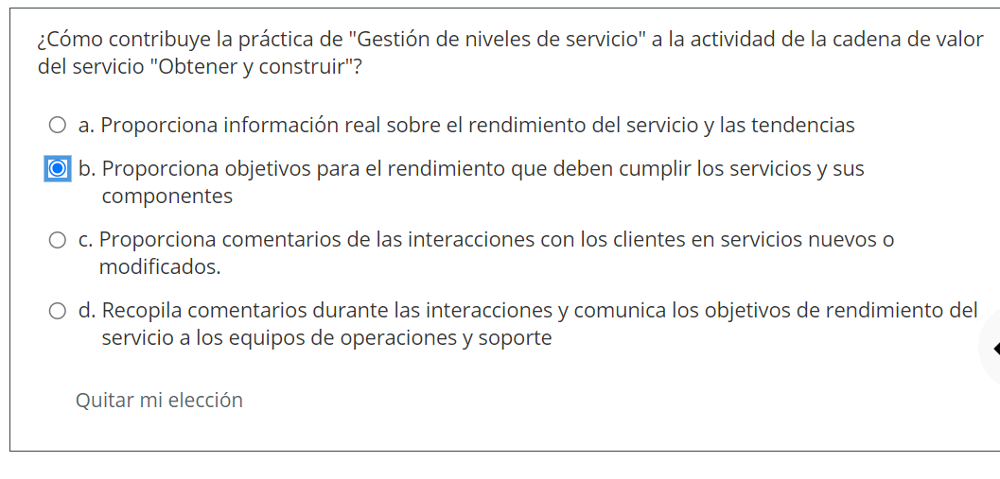 ¿Cómo contribuye la práctica de "Gestión de niveles de servicio" a la actividad de la cadena de valor
del servicio "Obtener y construir"?
a. Proporciona información real sobre el rendimiento del servicio y las tendencias
b. Proporciona objetivos para el rendimiento que deben cumplir los servicios y sus
componentes
c. Proporciona comentarios de las interacciones con los clientes en servicios nuevos o
modificados.
d. Recopila comentarios durante las interacciones y comunica los objetivos de rendimiento del
servicio a los equipos de operaciones y soporte
Quitar mi elección